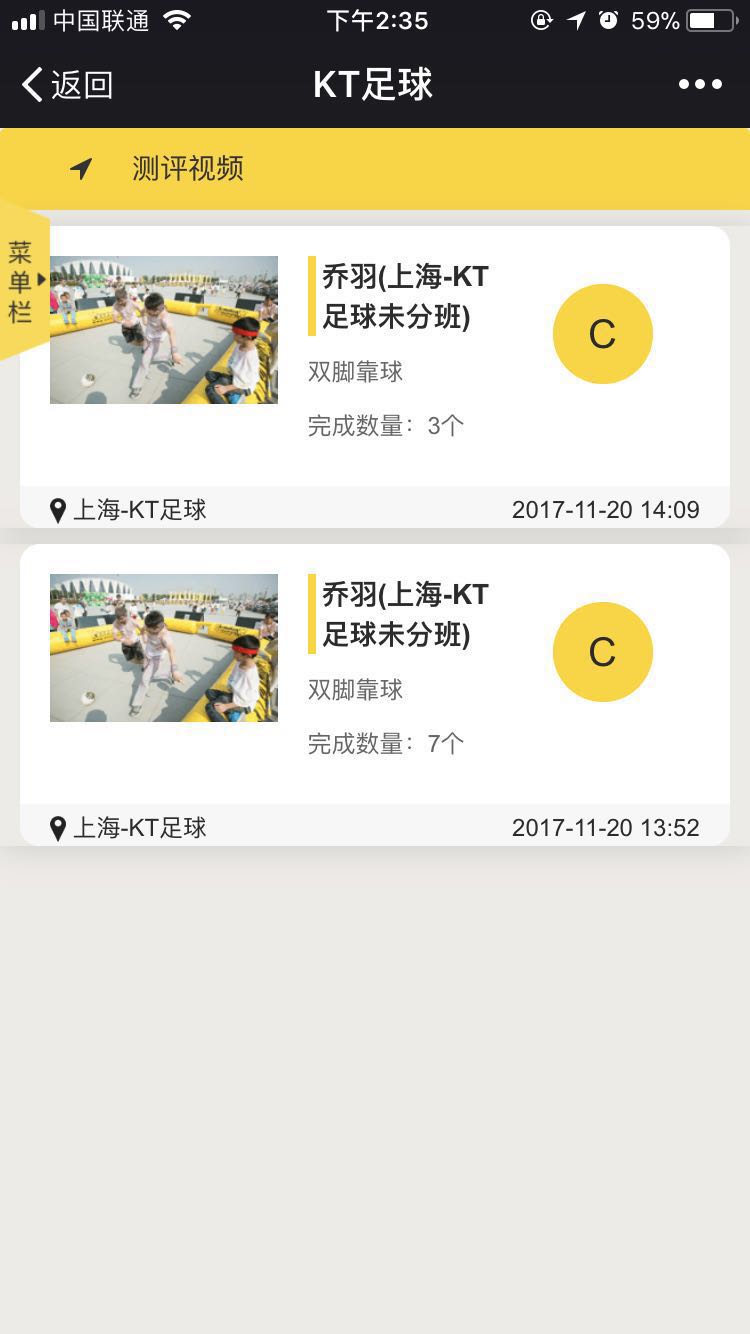 中国联通
下午2:35
59%
返回
KT足球
测评视频
菜单栏
乔羽(上海-KT
足球未分班)
C
双脚靠球
完成数量：3个
上海-KT足球
2017-11-20 14:09
乔羽(上海-KT
足球未分班)
C
双脚靠球
完成数量：7个
上海-KT足球
2017-11-20 13:52